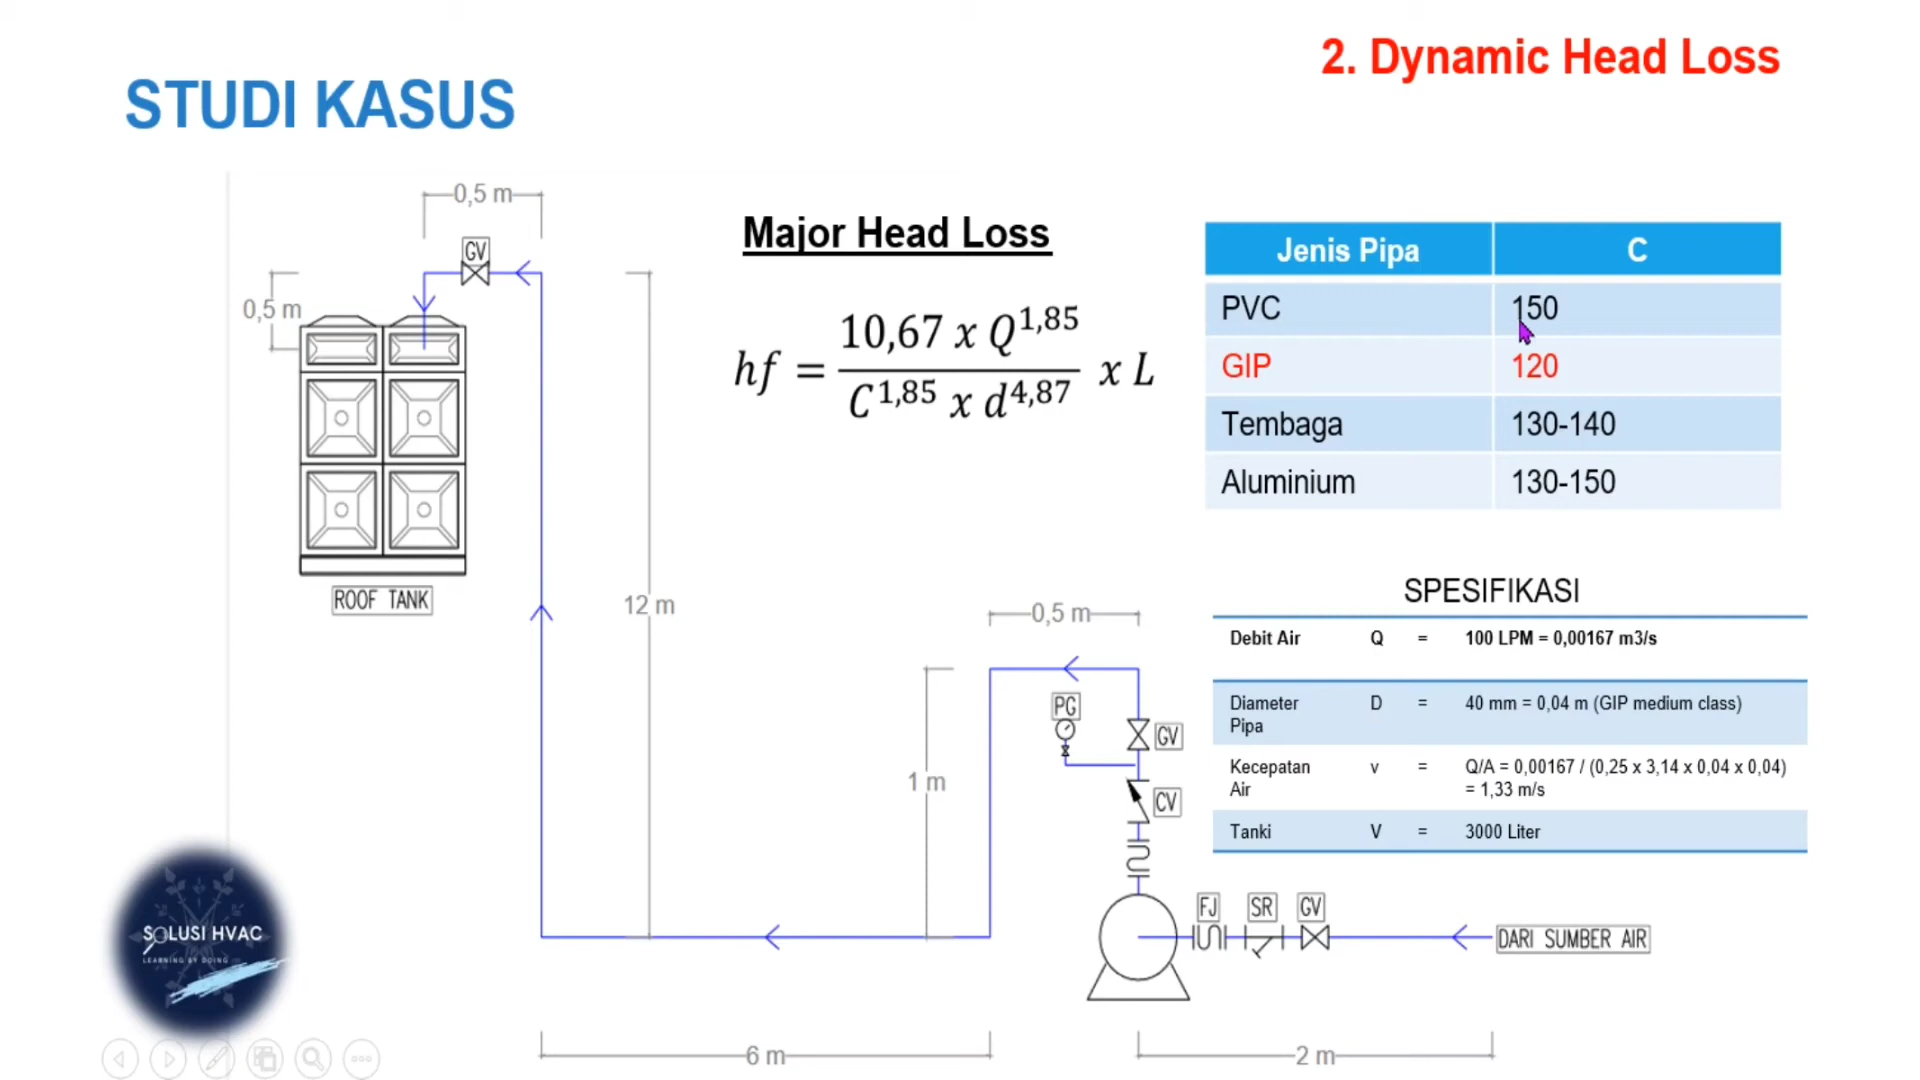 2. Dynamic Head Loss
STUDI KASUS
0,5 m
GV
0,5 m
ROOF TANK
12 m
Major Head Loss
hf = 10,67 x Q^1,85 / C^1,85 x d^4,87 x L
Jenis Pipa C
PVC 150
GIP 120
Tembaga 130-140
Aluminium 130-150
SPESIFIKASI
Debit Air Q = 100 LPM = 0,00167 m3/s
Diameter Pipa D = 40 mm = 0,04 m (GIP medium class)
Kecepatan Air v = Q/A = 0,00167 / (0,25 x 3,14 x 0,04 x 0,04)
= 1,33 m/s
Tanki V = 3000 Liter
0,5 m
PG
GV
1 m
CV
FJ SR GV
DARI SUMBER AIR
SOLUSI HVAC
LEARNING BY DOING
6 m
2 m